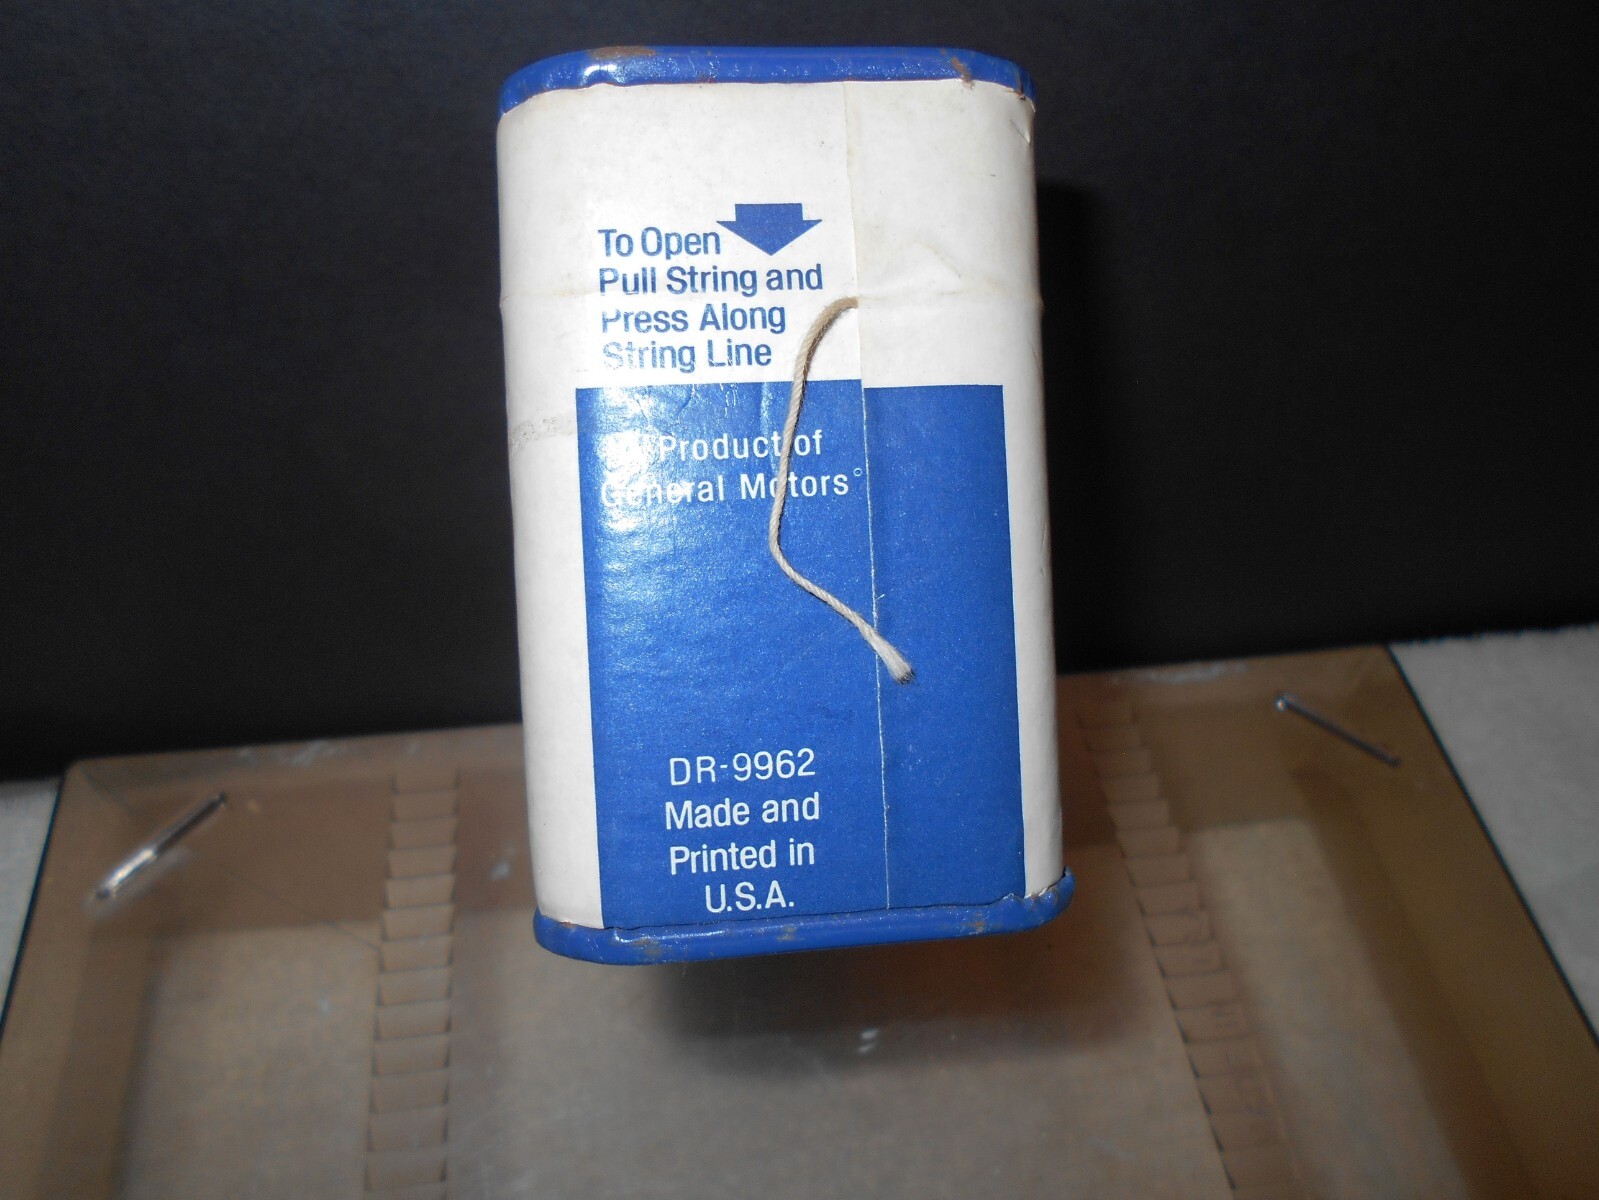 To Open
Pull String and
Press Along
String Line
Product of
General Motors
DR-9962
Made and
Printed in
U.S.A.